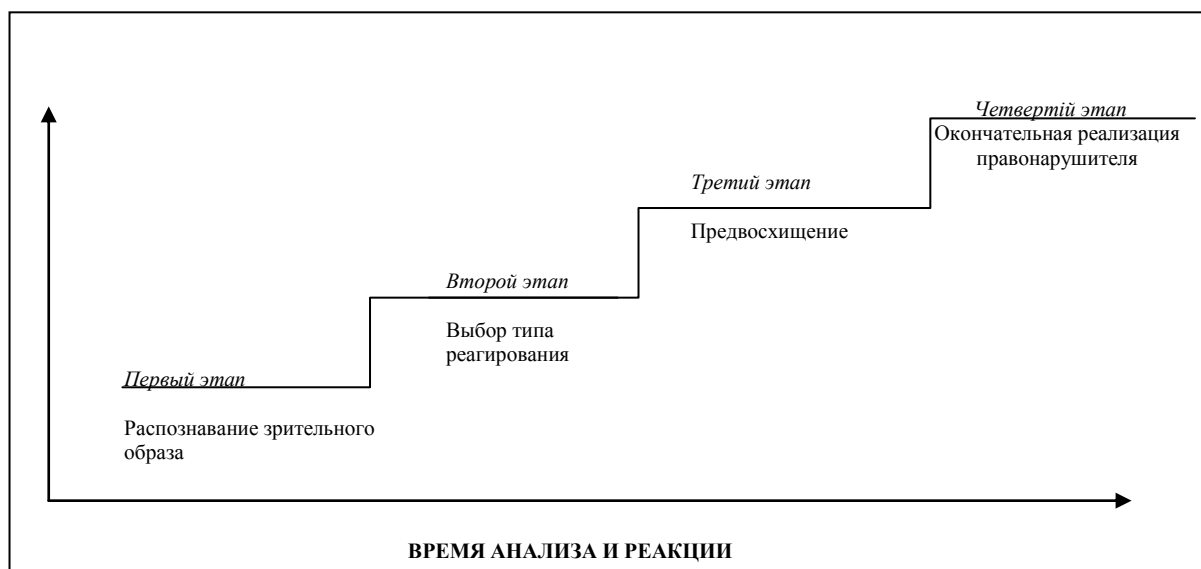 Четвертій этап
Окончательная реализация
правонарушителя
Третий этап
Предвосхищение
Второй этап
Выбор типа
реагирования
Первый этап
Распознавание зрительного
образа
ВРЕМЯ АНАЛИЗА И РЕАКЦИИ